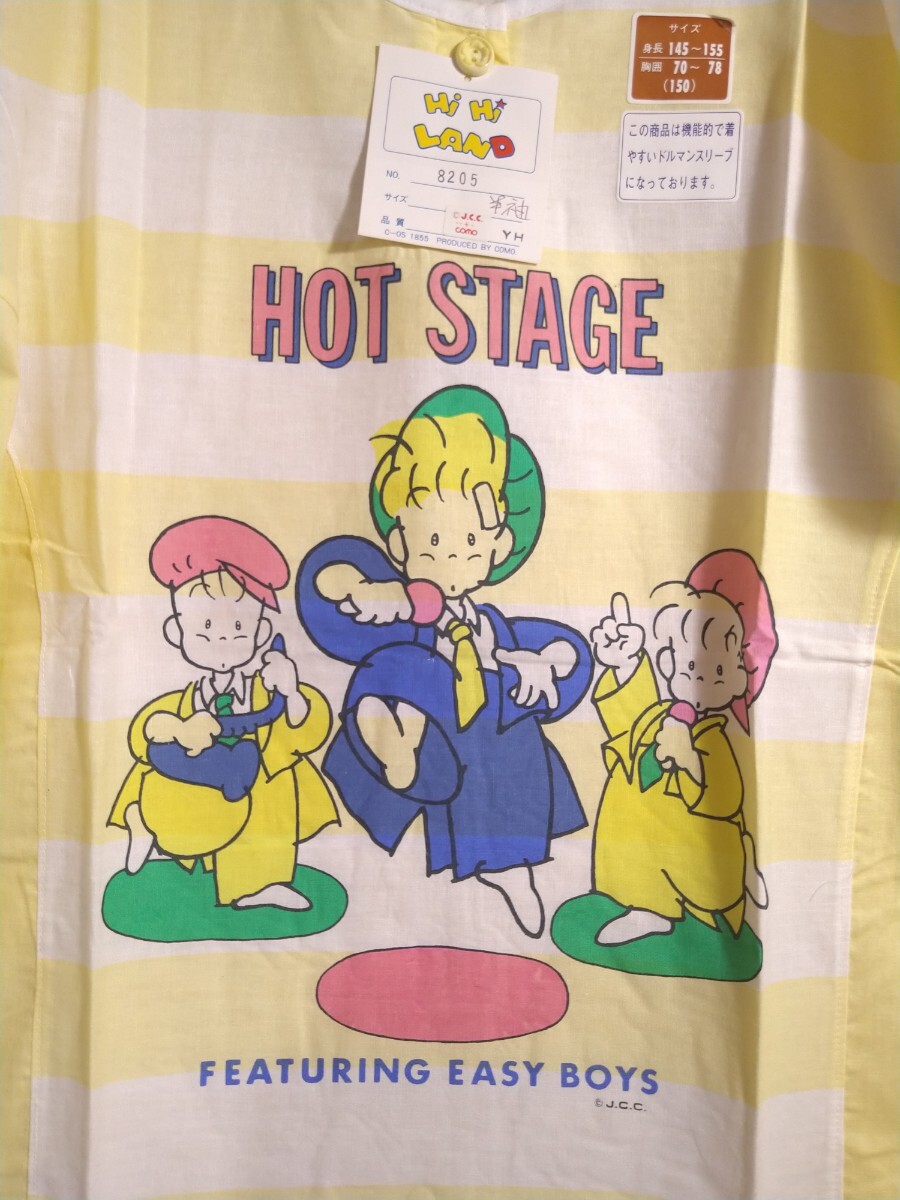 サイズ
身長 145~155
胸囲 70~ 78
(150)
この商品は機能的で着
やすいドルマンスリーブ
になっております。
Hi Hi
LAND
NO. 8205
サイズ 半袖
品質 YH
© J.C.C.
como
C-05 1855 PRODUCED BY COMO
HOT STAGE
FEATURING EASY BOYS
© J.C.C.